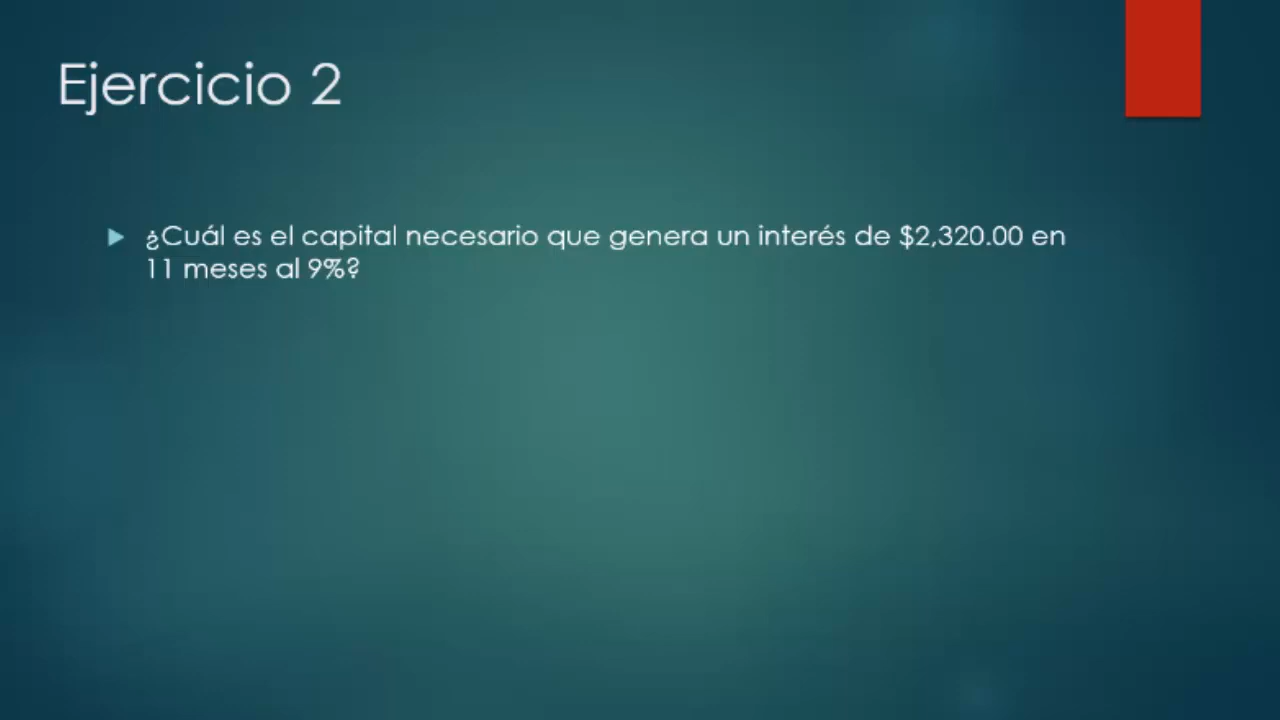 Ejercicio 2
¿Cuál es el capital necesario que genera un interés de $2,320.00 en
11 meses al 9%?